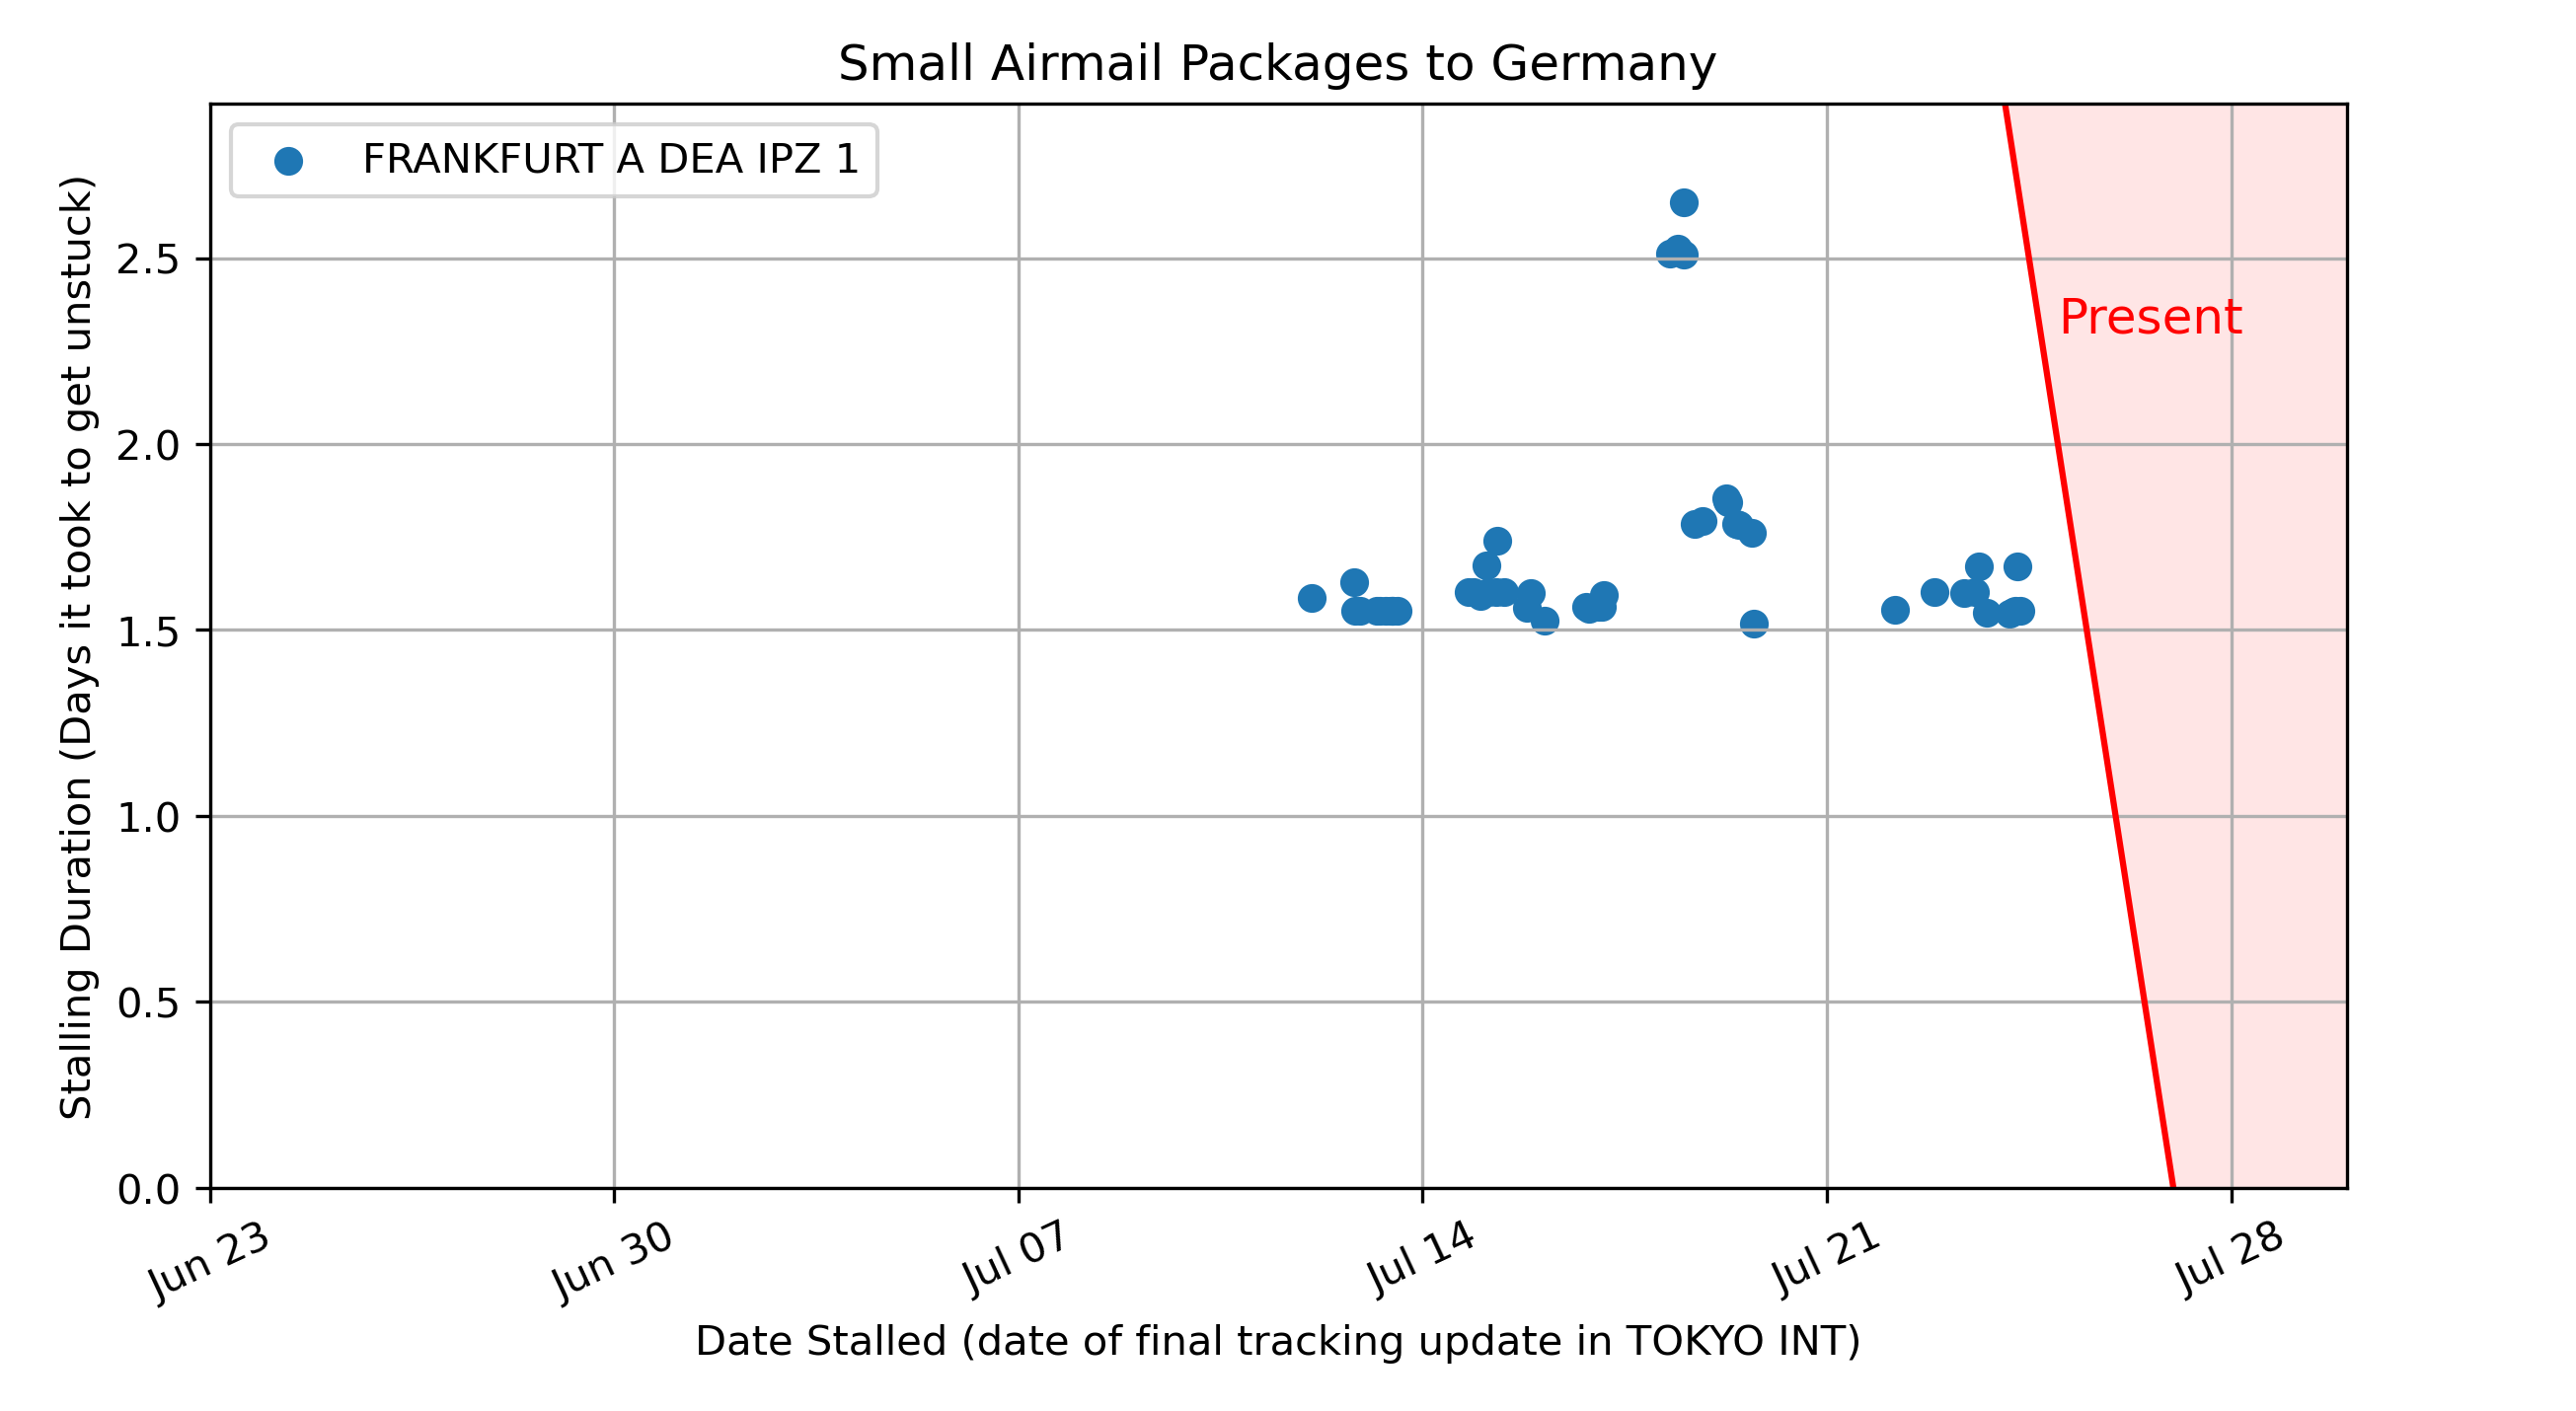 Small Airmail Packages to Germany
FRANKFURT A DEA IPZ 1
Present
Stalling Duration (Days it took to get unstuck)
2.5
2.0
1.5
1.0
0.5
0.0
Jun 23
Jun 30
Jul 07
Jul 14
Jul 21
Jul 28
Date Stalled (date of final tracking update in TOKYO INT)